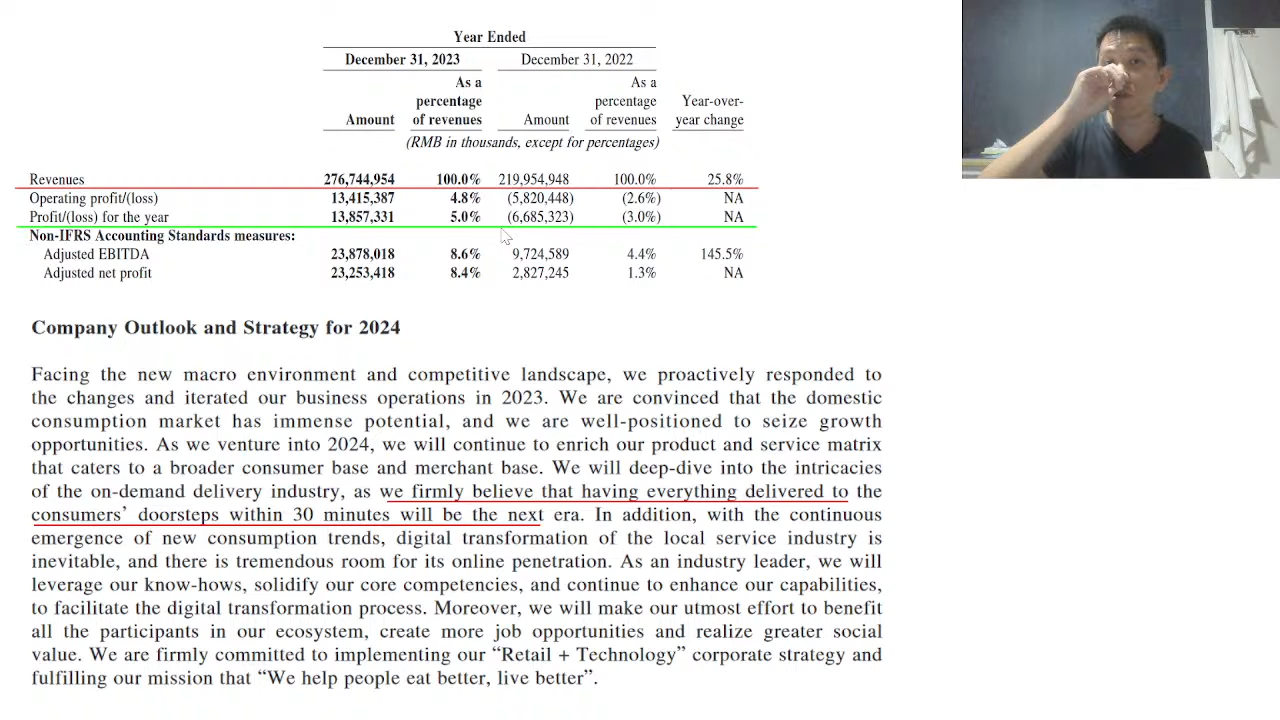 Year Ended
December 31, 2023 December 31, 2022
As a As a
percentage percentage Year-over-
Amount of revenues Amount of revenues year change
(RMB in thousands, except for percentages)
Revenues 276,744,954 100.0% 219,954,948 100.0% 25.8%
Operating profit/(loss) 13,415,387 4.8% (5,820,448) (2.6%) NA
Profit/(loss) for the year 13,857,331 5.0% (6,685,323) (3.0%) NA
Non-IFRS Accounting Standards measures:
Adjusted EBITDA 23,878,018 8.6% 9,724,589 4.4% 145.5%
Adjusted net profit 23,253,418 8.4% 2,827,245 1.3% NA
Company Outlook and Strategy for 2024
Facing the new macro environment and competitive landscape, we proactively responded to
the changes and iterated our business operations in 2023. We are convinced that the domestic
consumption market has immense potential, and we are well-positioned to seize growth
opportunities. As we venture into 2024, we will continue to enrich our product and service matrix
that caters to a broader consumer base and merchant base. We will deep-dive into the intricacies
of the on-demand delivery industry, as we firmly believe that having everything delivered to the
consumers’ doorsteps within 30 minutes will be the next era. In addition, with the continuous
emergence of new consumption trends, digital transformation of the local service industry is
inevitable, and there is tremendous room for its online penetration. As an industry leader, we will
leverage our know-hows, solidify our core competencies, and continue to enhance our capabilities,
to facilitate the digital transformation process. Moreover, we will make our utmost effort to benefit
all the participants in our ecosystem, create more job opportunities and realize greater social
value. We are firmly committed to implementing our “Retail + Technology” corporate strategy and
fulfilling our mission that “We help people eat better, live better”.